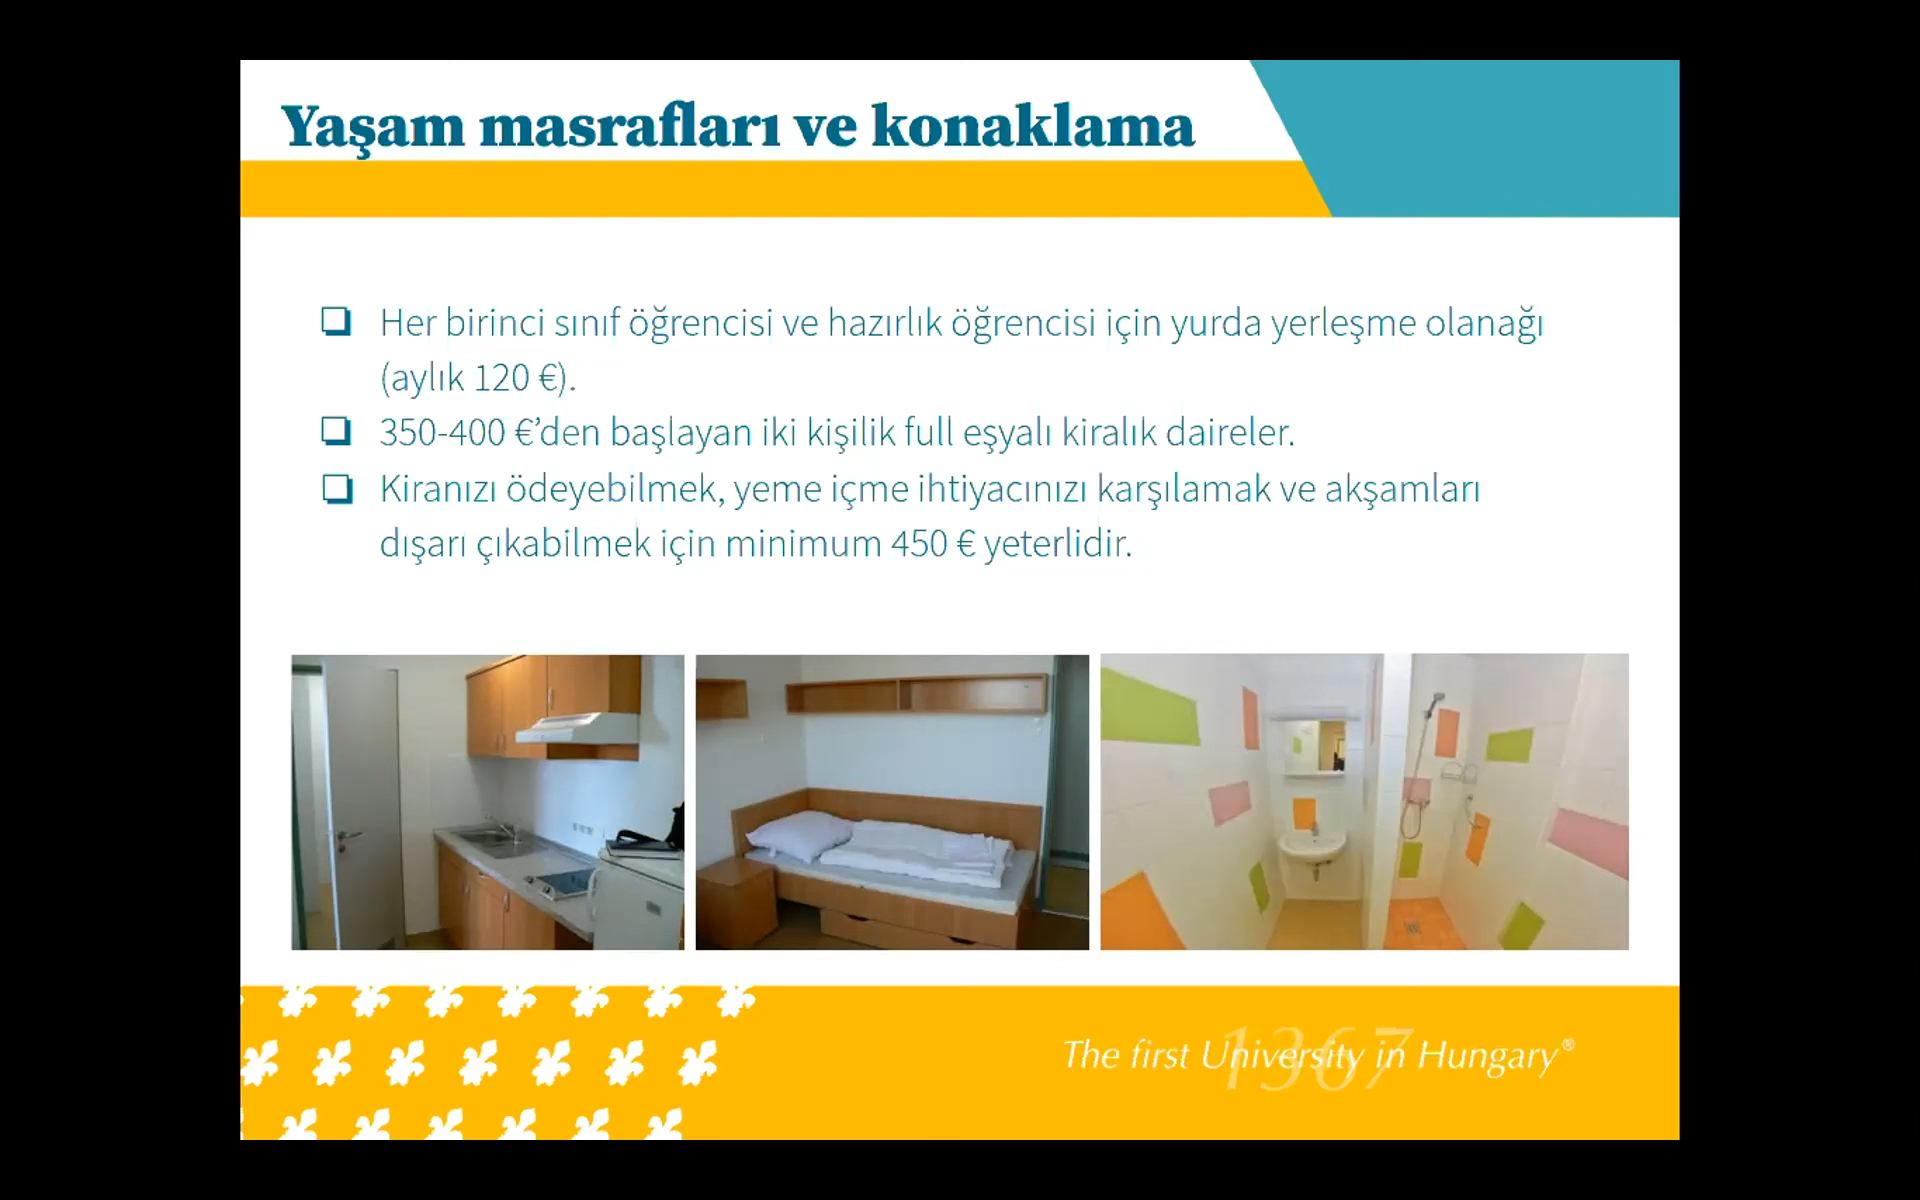 Yaşam masrafları ve konaklama
❏ Her birinci sınıf öğrencisi ve hazırlık öğrencisi için yurda yerleşme olanağı
(aylık 120 €).
❏ 350-400 €’den başlayan iki kişilik full eşyalı kiralık daireler.
❏ Kiranızı ödeyebilmek, yeme içme ihtiyacınızı karşılamak ve akşamları
dışarı çıkabilmek için minimum 450 € yeterlidir.
1367
The first University in Hungary®